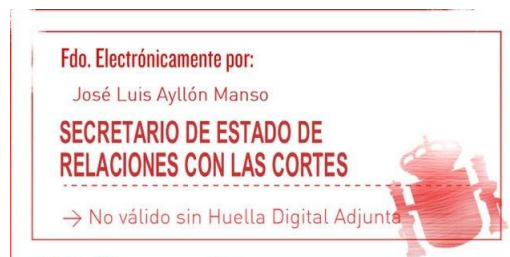 Fdo. Electrónicamente por:
José Luis Ayllón Manso
SECRETARIO DE ESTADO DE
RELACIONES CON LAS CORTES
→ No válido sin Huella Digital Adjunta